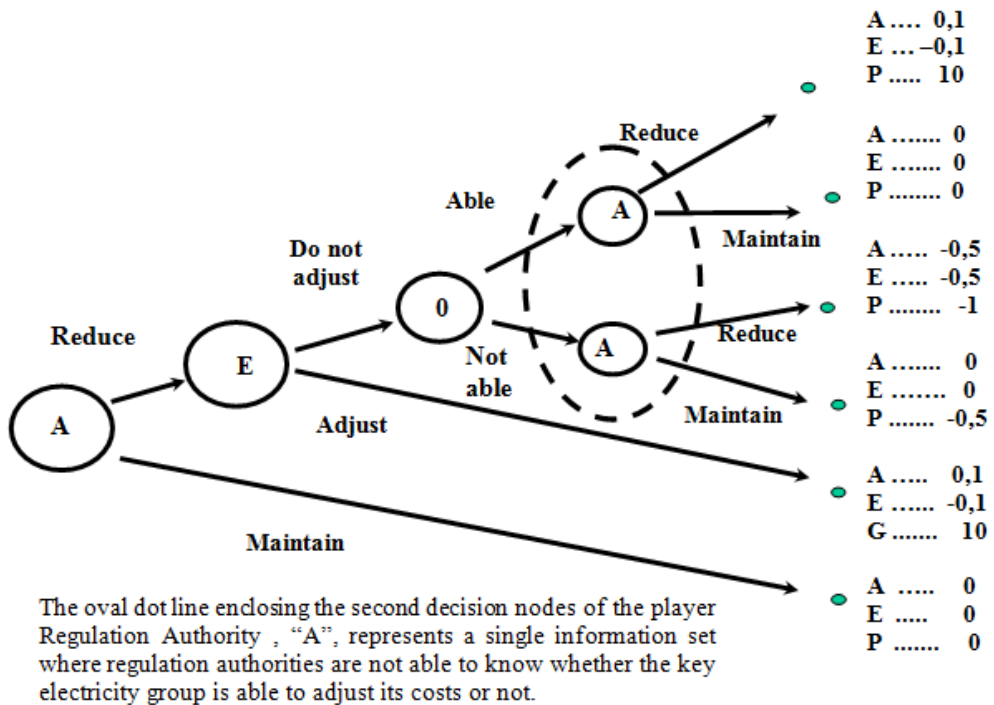 A .... 0,1
E ... –0,1
P ..... 10
Reduce
A ....... 0
E ....... 0
P ........ 0
Able
A
Maintain
Do not
adjust
A ..... -0,5
E ..... -0,5
P ........ -1
0
Reduce
Reduce
E
Not
able
A
A ....... 0
E ....... 0
P ....... -0,5
Maintain
A
Adjust
A ..... 0,1
E ...... -0,1
G ....... 10
Maintain
A ..... 0
E ..... 0
P ....... 0
The oval dot line enclosing the second decision nodes of the player
Regulation Authority , “A”, represents a single information set
where regulation authorities are not able to know whether the key
electricity group is able to adjust its costs or not.